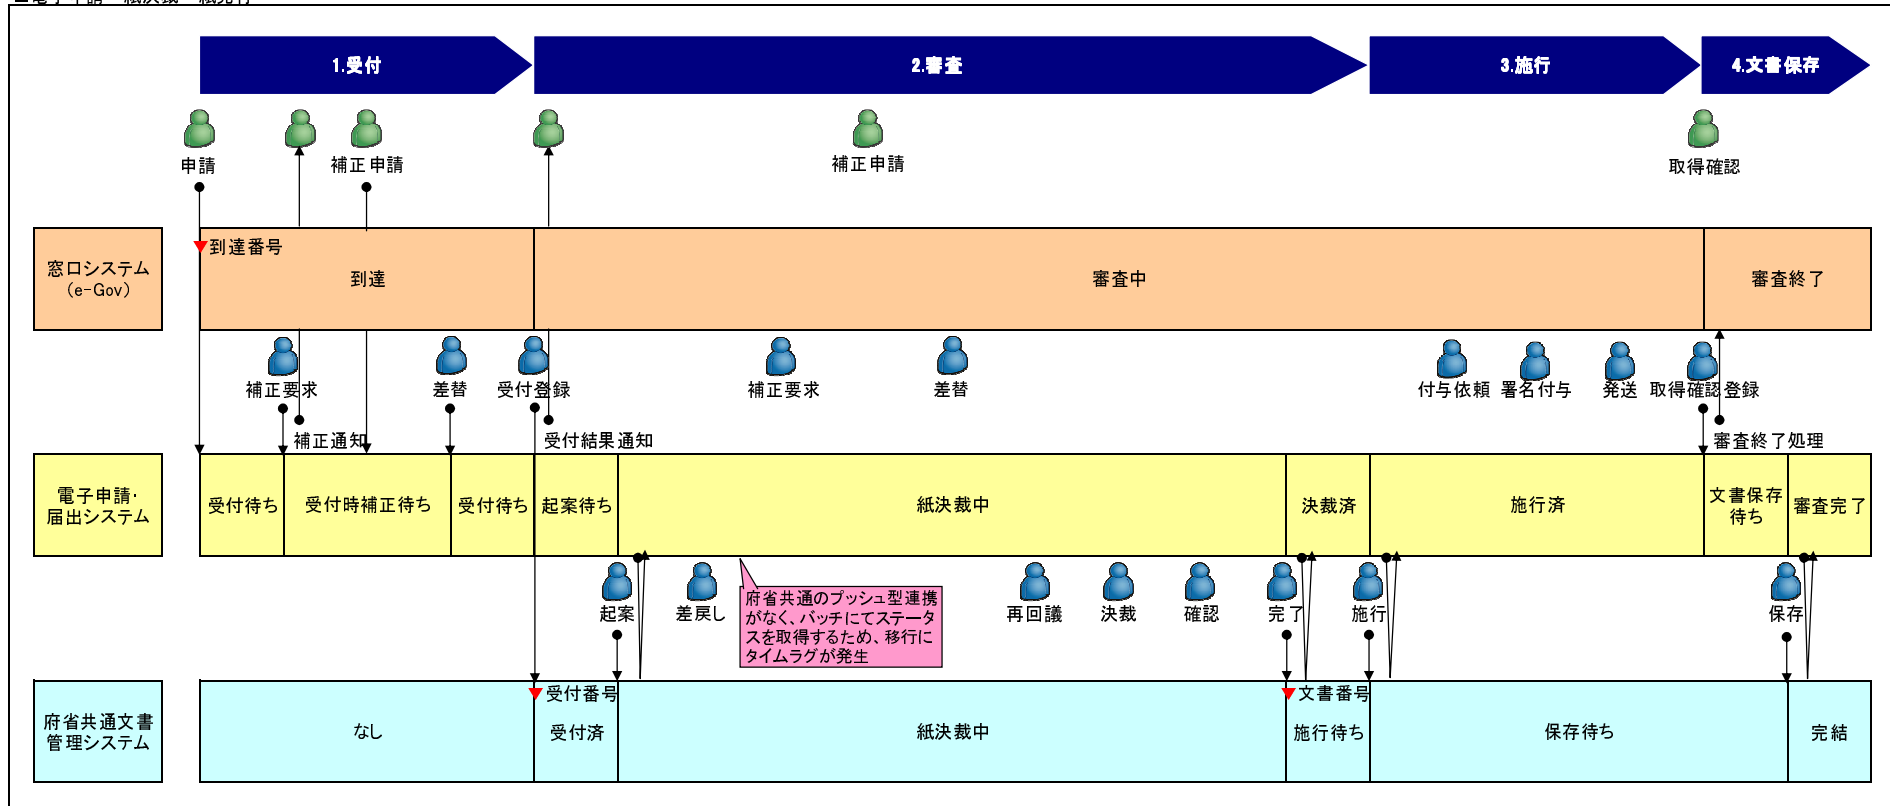 1.受付
2.審査
3.施行
4.文書保存
申請
補正申請
補正申請
取得確認
窓口システム
(e-Gov)
到達番号
到達
審査中
審査終了
補正要求
差替
受付登録
補正要求
差替
付与依頼
署名付与
発送
取得確認登録
補正通知
受付結果通知
審査終了処理
電子申請・
届出システム
受付待ち
受付時補正待ち
受付待ち
起案待ち
紙決裁中
決裁済
施行済
文書保存
待ち
審査完了
起案
差戻し
府省共通のプッシュ型連携
がなく、バッチにてステータ
スを取得するため、移行に
タイムラグが発生
再回議
決裁
確認
完了
施行
保存
府省共通文書
管理システム
なし
受付番号
受付済
紙決裁中
文書番号
施行待ち
保存待ち
完結